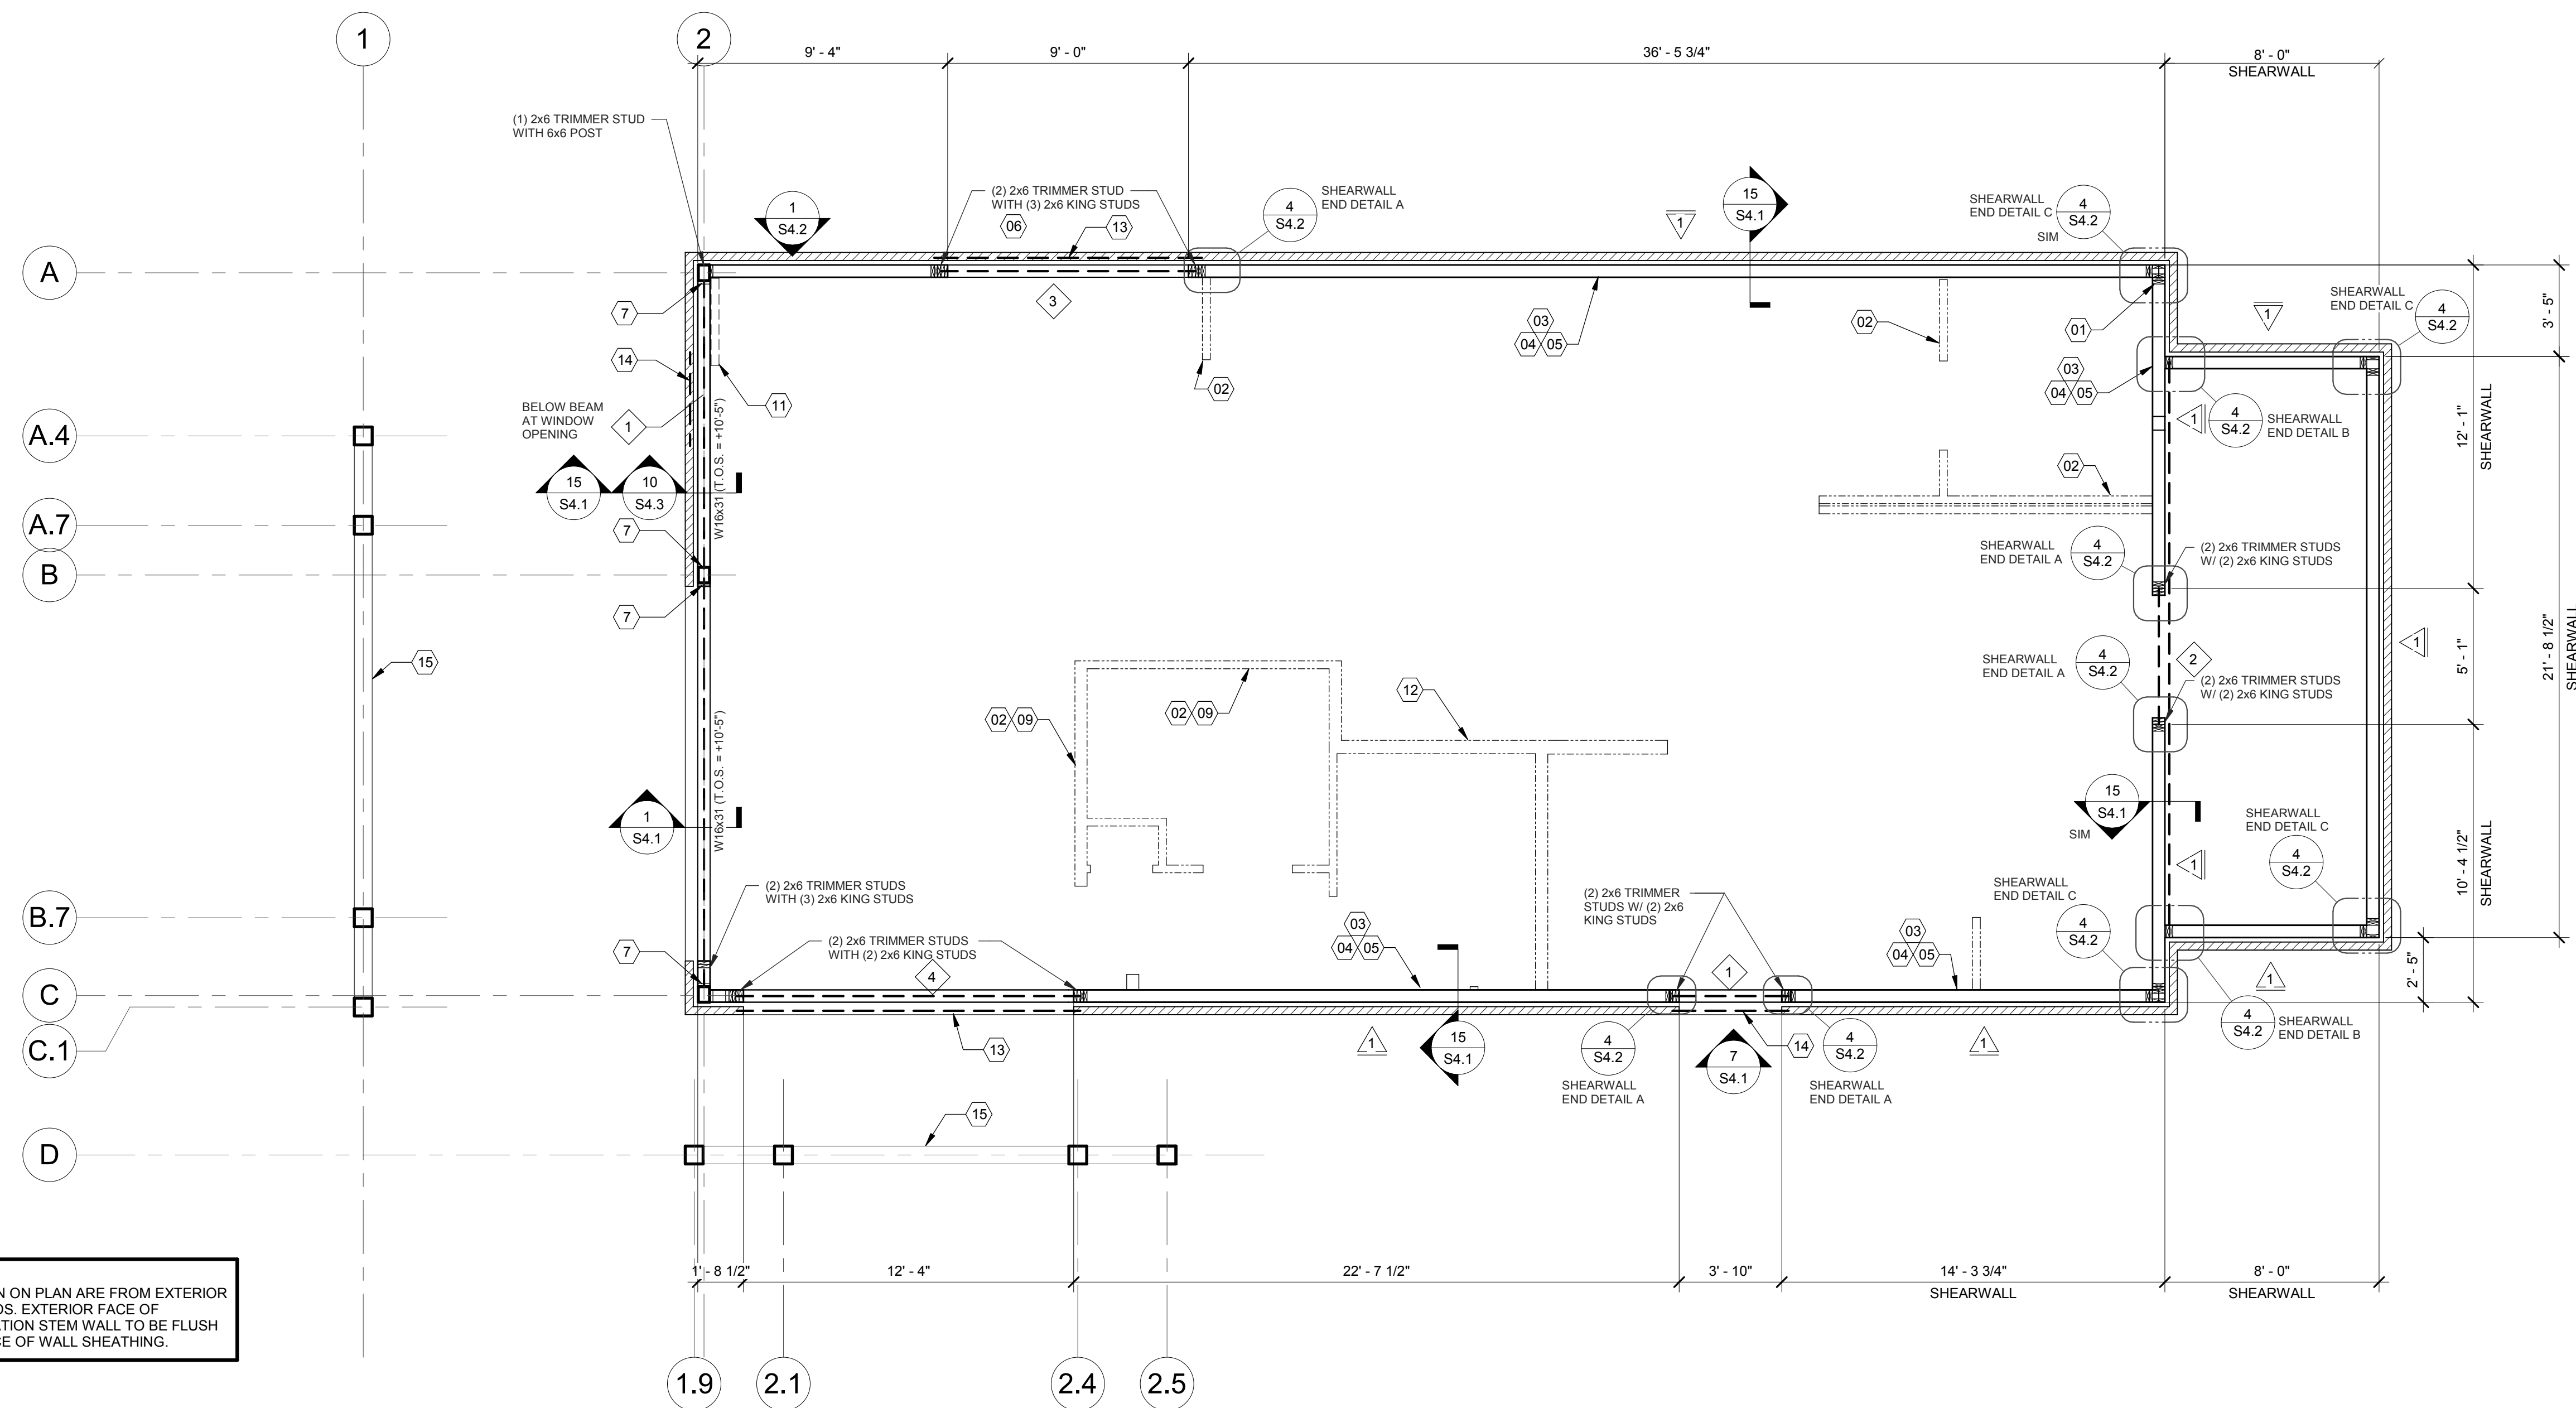 1
2
9' - 4"
9' - 0"
36' - 5 3/4"
8' - 0"
SHEARWALL
(1) 2x6 TRIMMER STUD
WITH 6x6 POST
1
S4.2
(2) 2x6 TRIMMER STUD
WITH (3) 2x6 KING STUDS
06
13
4
S4.2
SHEARWALL
END DETAIL A
15
S4.1
1
SHEARWALL
END DETAIL C
4
S4.2
SIM
A
7
3
03
04 05
02
01
1
SHEARWALL
END DETAIL C
4
S4.2
3' - 5"
14
11
02
03
04 05
BELOW BEAM
AT WINDOW
OPENING
1
W16x31 (T.O.S. = +10'-5")
1
4
S4.2
SHEARWALL
END DETAIL B
12' - 1"
SHEARWALL
A.4
15
S4.1
10
S4.3
02
A.7
7
B
SHEARWALL
END DETAIL A
4
S4.2
(2) 2x6 TRIMMER STUDS
W/ (2) 2x6 KING STUDS
7
15
1
SHEARWALL
END DETAIL A
4
S4.2
2
(2) 2x6 TRIMMER STUDS
W/ (2) 2x6 KING STUDS
5' - 1"
21' - 8 1/2"
SHEARWALL
02 09
02 09
12
W16x31 (T.O.S. = +10'-5")
1
S4.1
15
S4.1
SIM
1
SHEARWALL
END DETAIL C
4
S4.2
10' - 4 1/2"
SHEARWALL
B.7
(2) 2x6 TRIMMER STUDS
WITH (3) 2x6 KING STUDS
7
(2) 2x6 TRIMMER STUDS
WITH (2) 2x6 KING STUDS
4
03
04 05
(2) 2x6 TRIMMER
STUDS W/ (2) 2x6
KING STUDS
1
03
04 05
SHEARWALL
END DETAIL C
4
S4.2
2' - 5"
C
C.1
13
1
15
S4.1
4
S4.2
SHEARWALL
END DETAIL A
7
S4.1
14
4
S4.2
SHEARWALL
END DETAIL A
1
1
4
S4.2
SHEARWALL
END DETAIL B
15
D
1' - 8 1/2"
12' - 4"
22' - 7 1/2"
3' - 10"
14' - 3 3/4"
SHEARWALL
8' - 0"
SHEARWALL
N ON PLAN ARE FROM EXTERIOR
OS. EXTERIOR FACE OF
TION STEM WALL TO BE FLUSH
CE OF WALL SHEATHING.
1.9
2.1
2.4
2.5